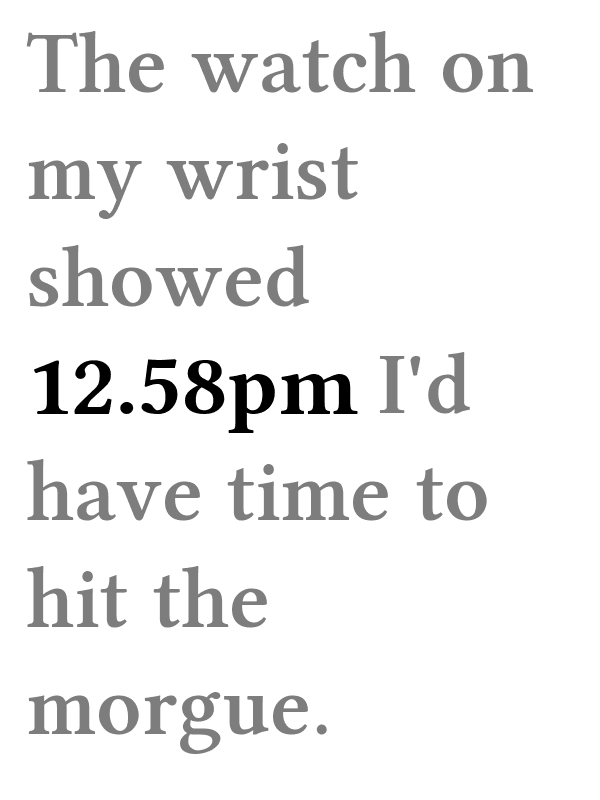 The watch on
my wrist
showed
12.58pm I'd
have time to
hit the
morgue.